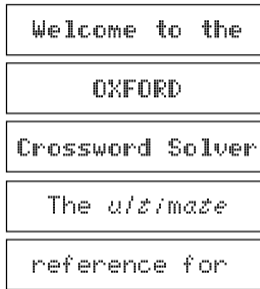 Welcome to the
OXFORD
Crossword Solver
The ultimate
reference for